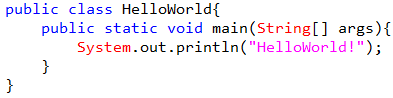 public class HelloWorld{
    public static void main(String[] args){
        System.out.println("HelloWorld!");
    }
}